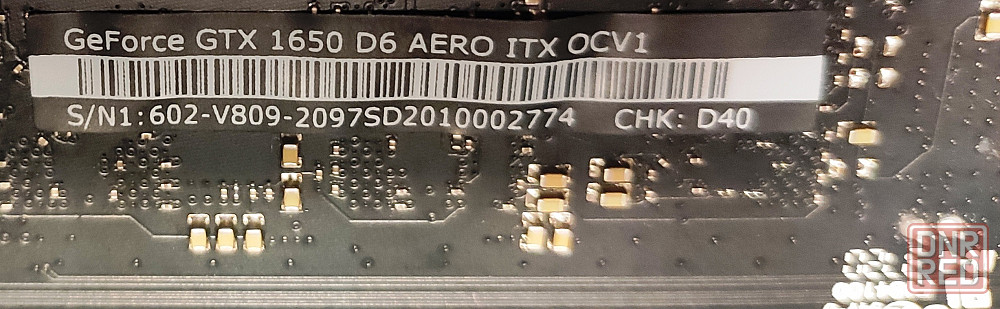 GeForce GTX 1650 D6 AERO ITX OCV1
S/N1:602-V809-2097SD2010002774 CHK: D40
DNR
RED